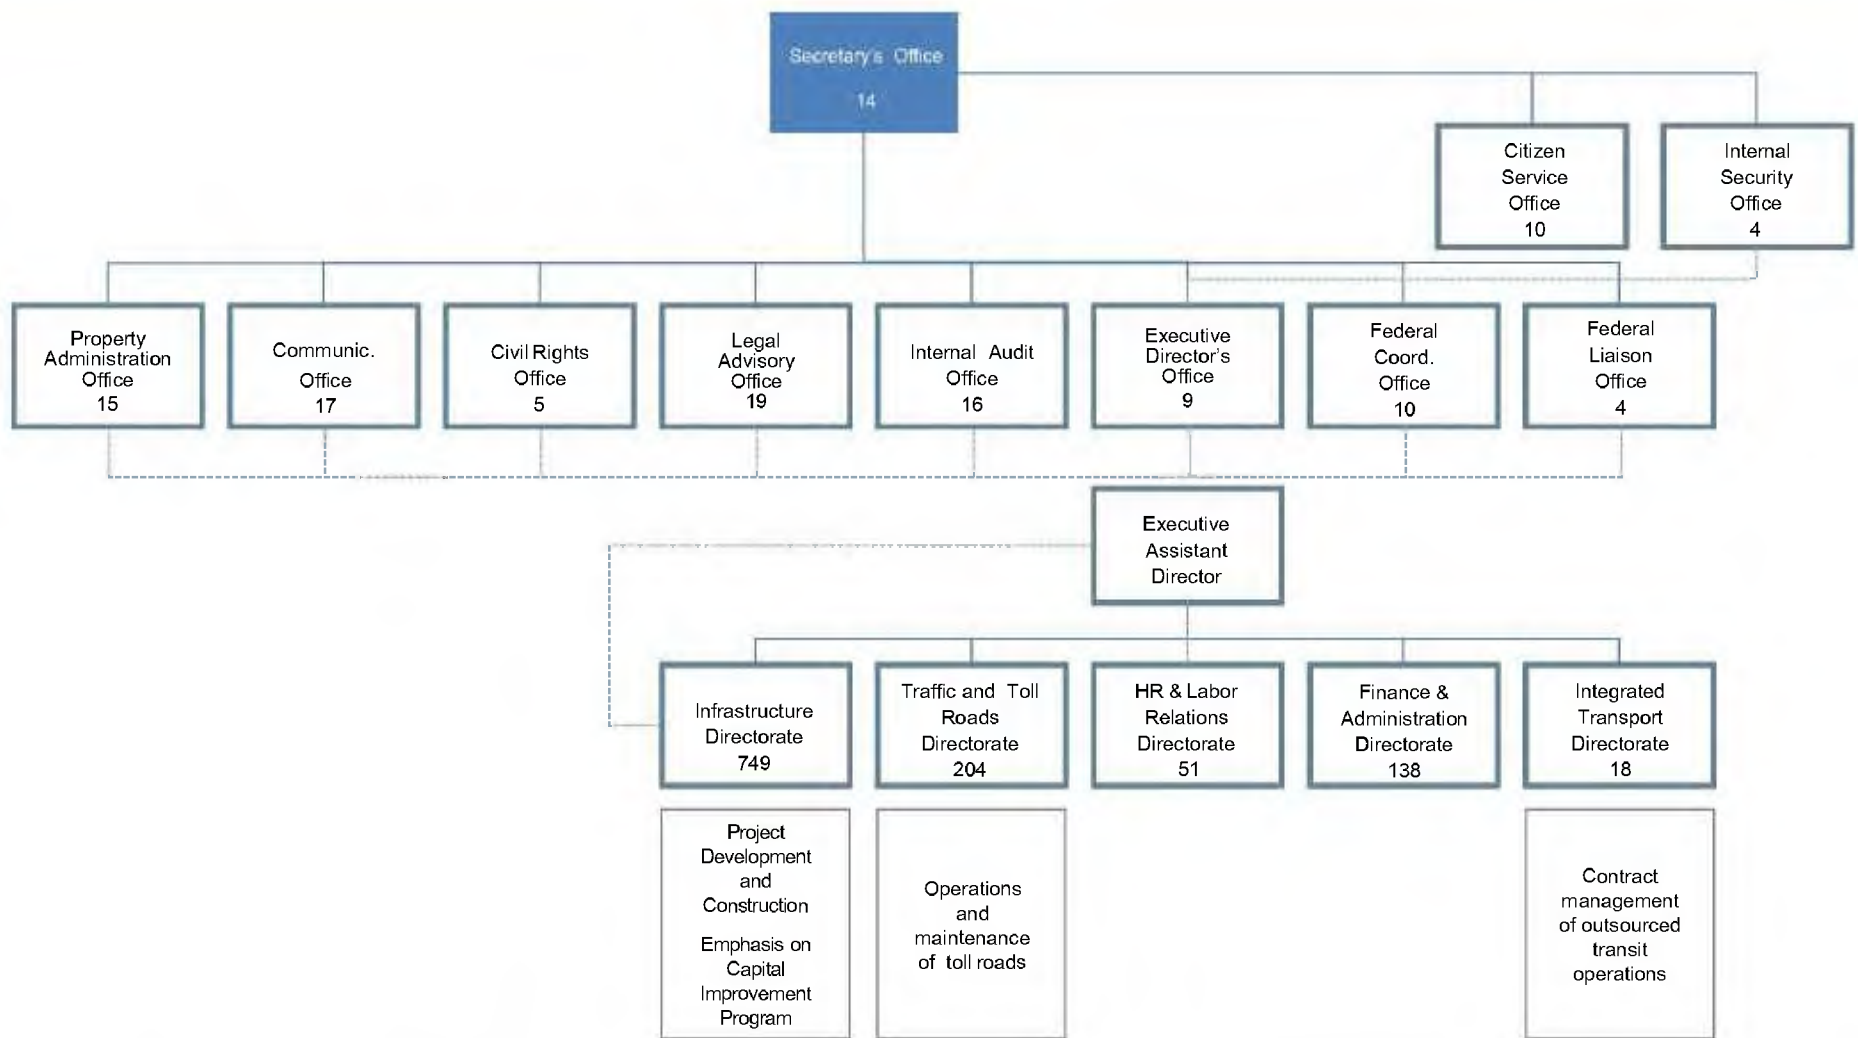 Secretary's Office
14
Citizen
Service
Office
10
Internal
Security
Office
4
Property
Administration
Office
15
Communic.
Office
17
Civil Rights
Office
5
Legal
Advisory
Office
19
Internal Audit
Office
16
Executive
Director's
Office
9
Federal
Coord.
Office
10
Federal
Liaison
Office
4
Executive
Assistant
Director
Infrastructure
Directorate
749
Traffic and Toll
Roads
Directorate
204
HR & Labor
Relations
Directorate
51
Finance &
Administration
Directorate
138
Integrated
Transport
Directorate
18
Project
Development
and
Construction
Emphasis on
Capital
Improvement
Program
Operations
and
maintenance
of toll roads
Contract
management
of outsourced
transit
operations